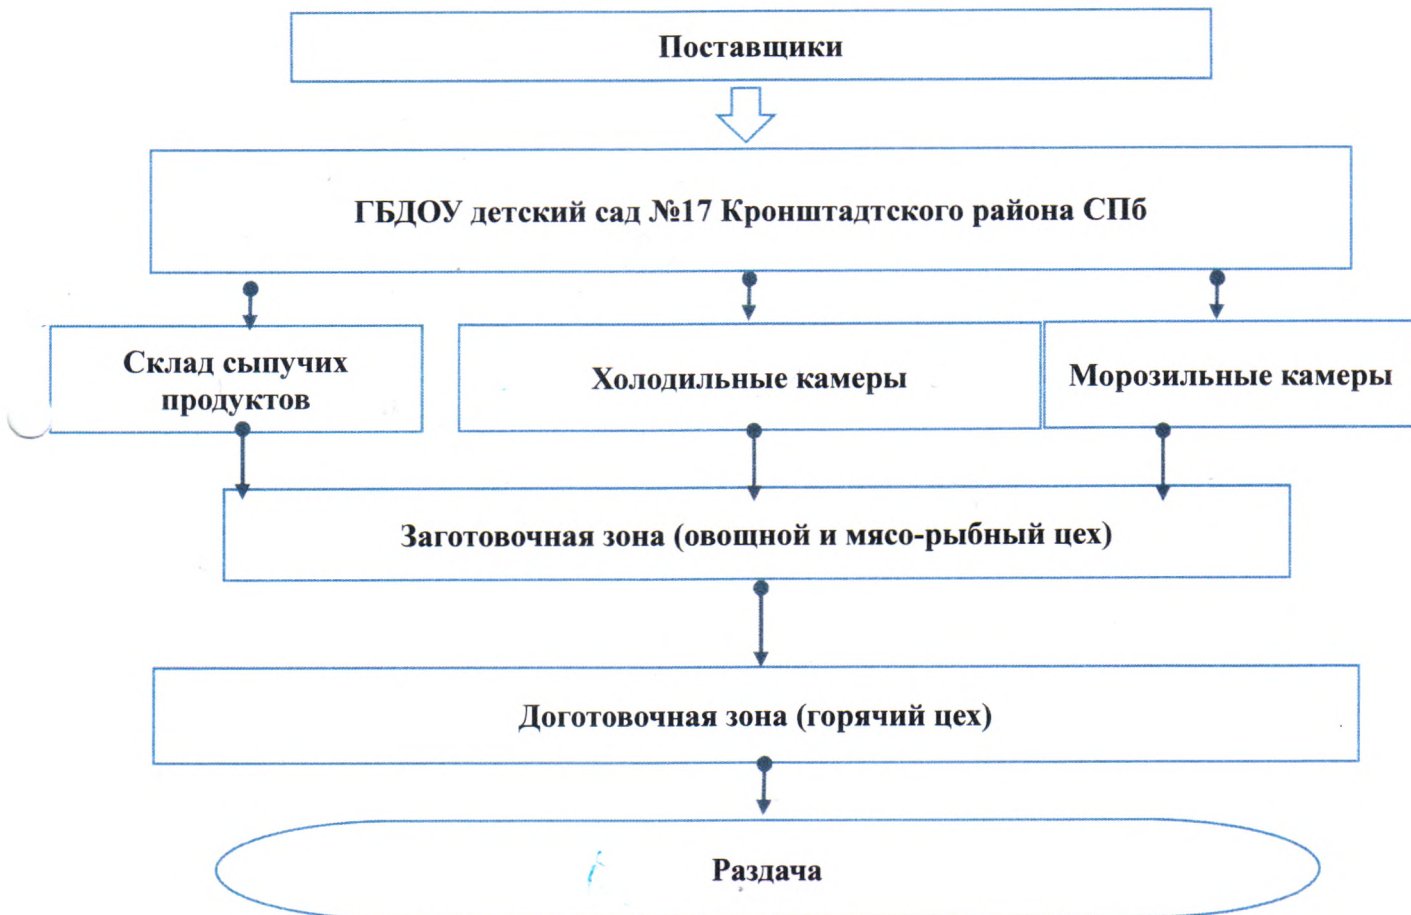 Поставщики
ГБДОУ детский сад №17 Кронштадтского района СПб
Склад сыпучих
продуктов
Холодильные камеры
Морозильные камеры
Заготовочная зона (овощной и мясо-рыбный цех)
Доготовочная зона (горячий цех)
Раздача